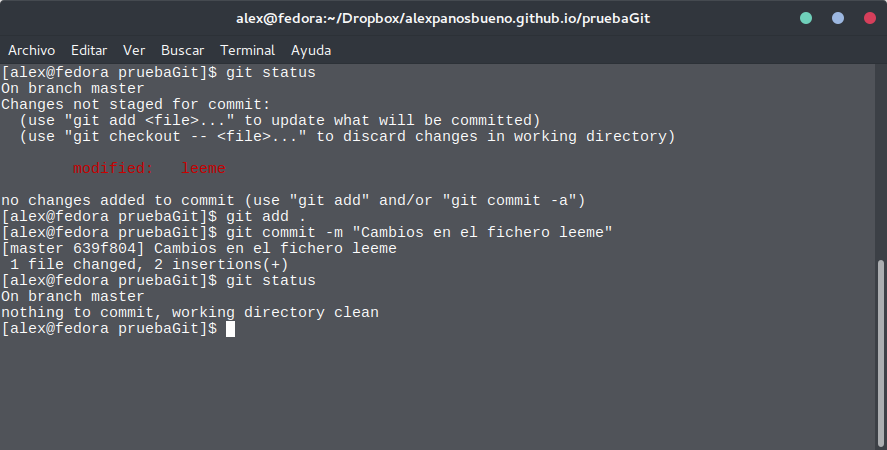 alex@fedora:~/Dropbox/alexpanosbueno.github.io/pruebaGit
Archivo Editar Ver Buscar Terminal Ayuda
[alex@fedora pruebaGit]$ git status
On branch master
Changes not staged for commit:
  (use "git add <file>..." to update what will be committed)
  (use "git checkout -- <file>..." to discard changes in working directory)
        modified:   leeme
no changes added to commit (use "git add" and/or "git commit -a")
[alex@fedora pruebaGit]$ git add .
[alex@fedora pruebaGit]$ git commit -m "Cambios en el fichero leeme"
[master 639f804] Cambios en el fichero leeme
 1 file changed, 2 insertions(+)
[alex@fedora pruebaGit]$ git status
On branch master
nothing to commit, working directory clean
[alex@fedora pruebaGit]$